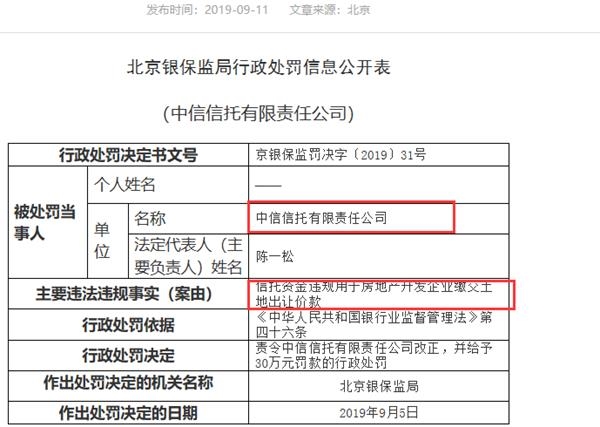 发布时间：2019-09-11 文章来源：北京
北京银保监局行政处罚信息公开表
（中信信托有限责任公司）
行政处罚决定书文号 京银保监罚决字〔2019〕31号
被处罚当事人
个人姓名 ——
单位
名称 中信信托有限责任公司
法定代表人（主要负责人）姓名 陈一松
主要违法违规事实（案由） 信托资金违规用于房地产开发企业缴交土
地出让价款
行政处罚依据 《中华人民共和国银行业监督管理法》第
四十六条
行政处罚决定 责令中信信托有限责任公司改正，并给予
30万元罚款的行政处罚
作出处罚决定的机关名称 北京银保监局
作出处罚决定的日期 2019年9月5日